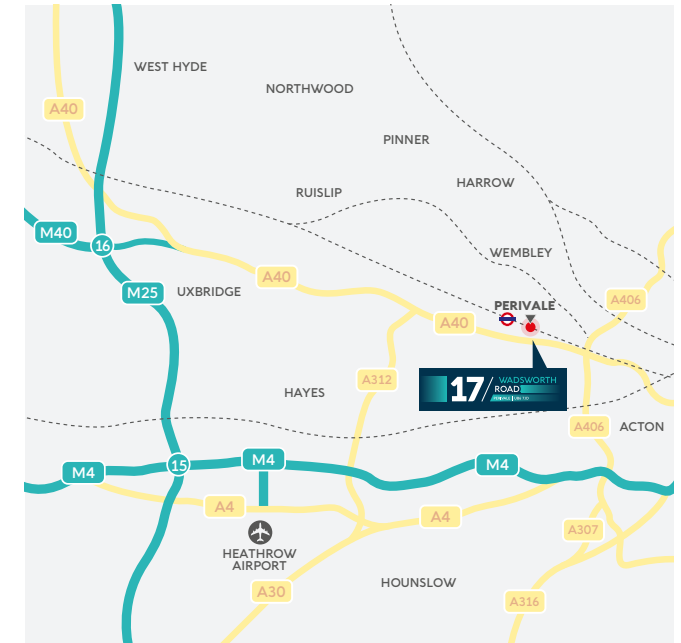 WEST HYDE
NORTHWOOD
A40
PINNER
RUISLIP
HARROW
M40
16
WEMBLEY
A40
M25
UXBRIDGE
PERIVALE
A406
A40
A312
17/
WADSWORTH
ROAD
HAYES
A406
ACTON
M4
15
M4
M4
A4
A4
A307
HEATHROW
AIRPORT
HOUNSLOW
A30
A316